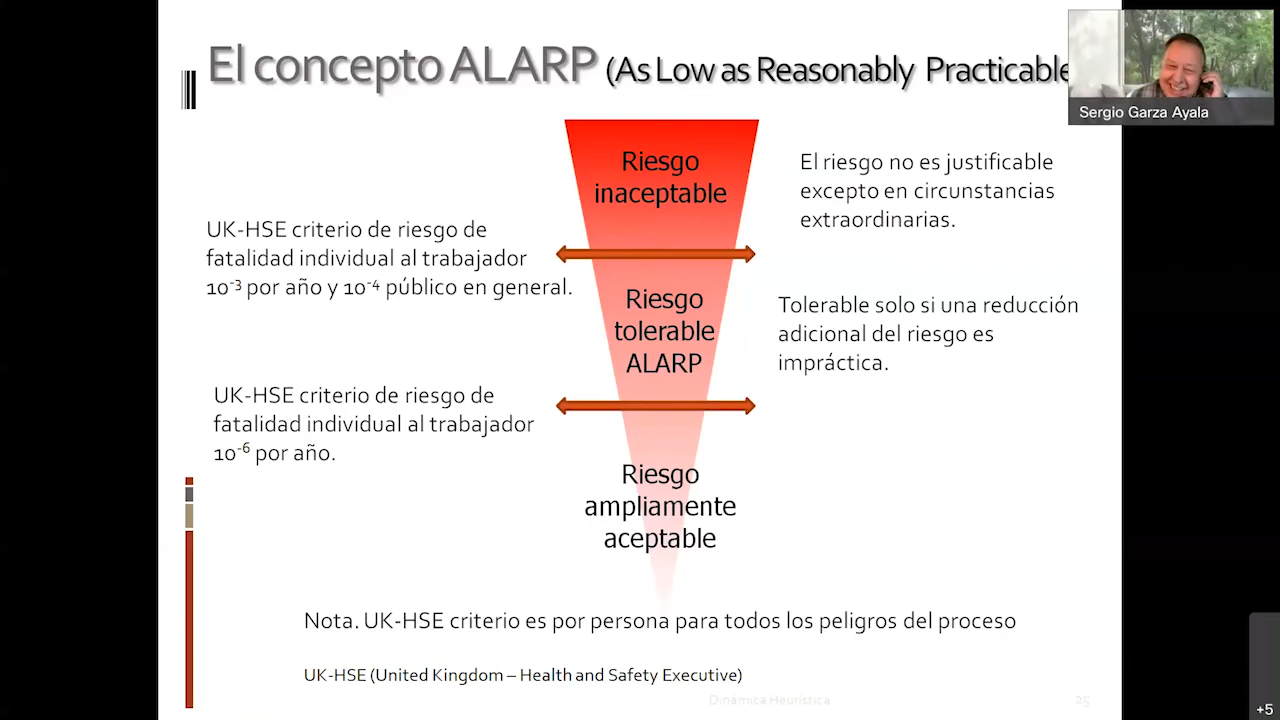 El concepto ALARP (As Low as Reasonably Practicable
Sergio Garza Ayala
Riesgo
inaceptable
El riesgo no es justificable
excepto en circunstancias
extraordinarias.
UK-HSE criterio de riesgo de
fatalidad individual al trabajador
10⁻³ por año y 10⁻⁴ público en general.
Riesgo
tolerable
ALARP
Tolerable solo si una reducción
adicional del riesgo es
impráctica.
UK-HSE criterio de riesgo de
fatalidad individual al trabajador
10⁻⁶ por año.
Riesgo
ampliamente
aceptable
Nota. UK-HSE criterio es por persona para todos los peligros del proceso
UK-HSE (United Kingdom – Health and Safety Executive)
Dinámica Heurística
25
+5